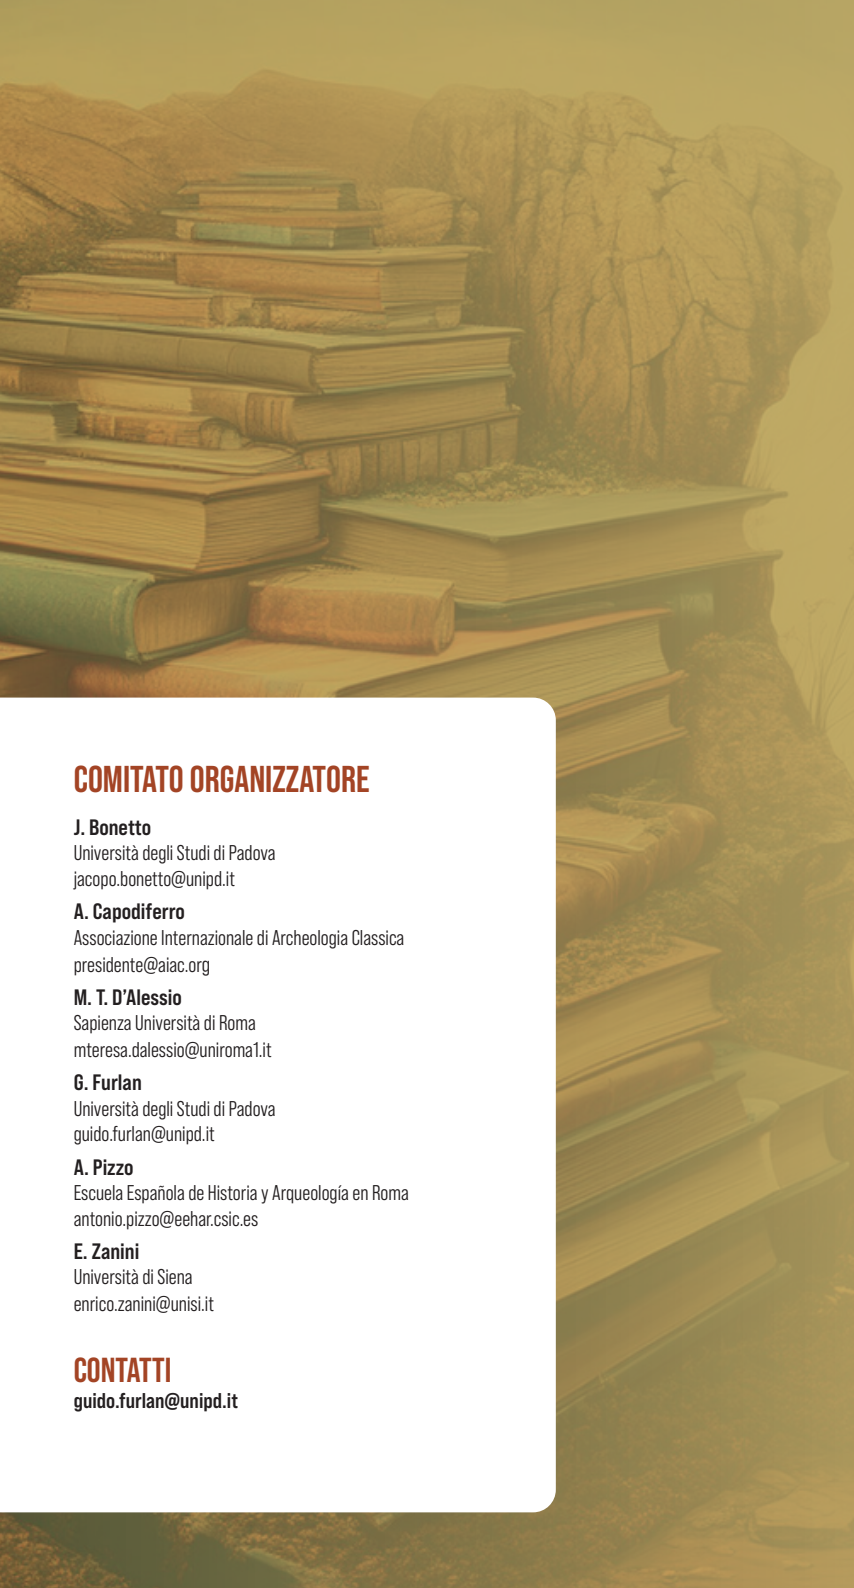 COMITATO ORGANIZZATORE
J. Bonetto
Università degli Studi di Padova
jacopo.bonetto@unipd.it
A. Capodiferro
Associazione Internazionale di Archeologia Classica
presidente@aiac.org
M. T. D’Alessio
Sapienza Università di Roma
mteresa.dalessio@uniroma1.it
G. Furlan
Università degli Studi di Padova
guido.furlan@unipd.it
A. Pizzo
Escuela Española de Historia y Arqueología en Roma
antonio.pizzo@eehar.csic.es
E. Zanini
Università di Siena
enrico.zanini@unisi.it
CONTATTI
guido.furlan@unipd.it